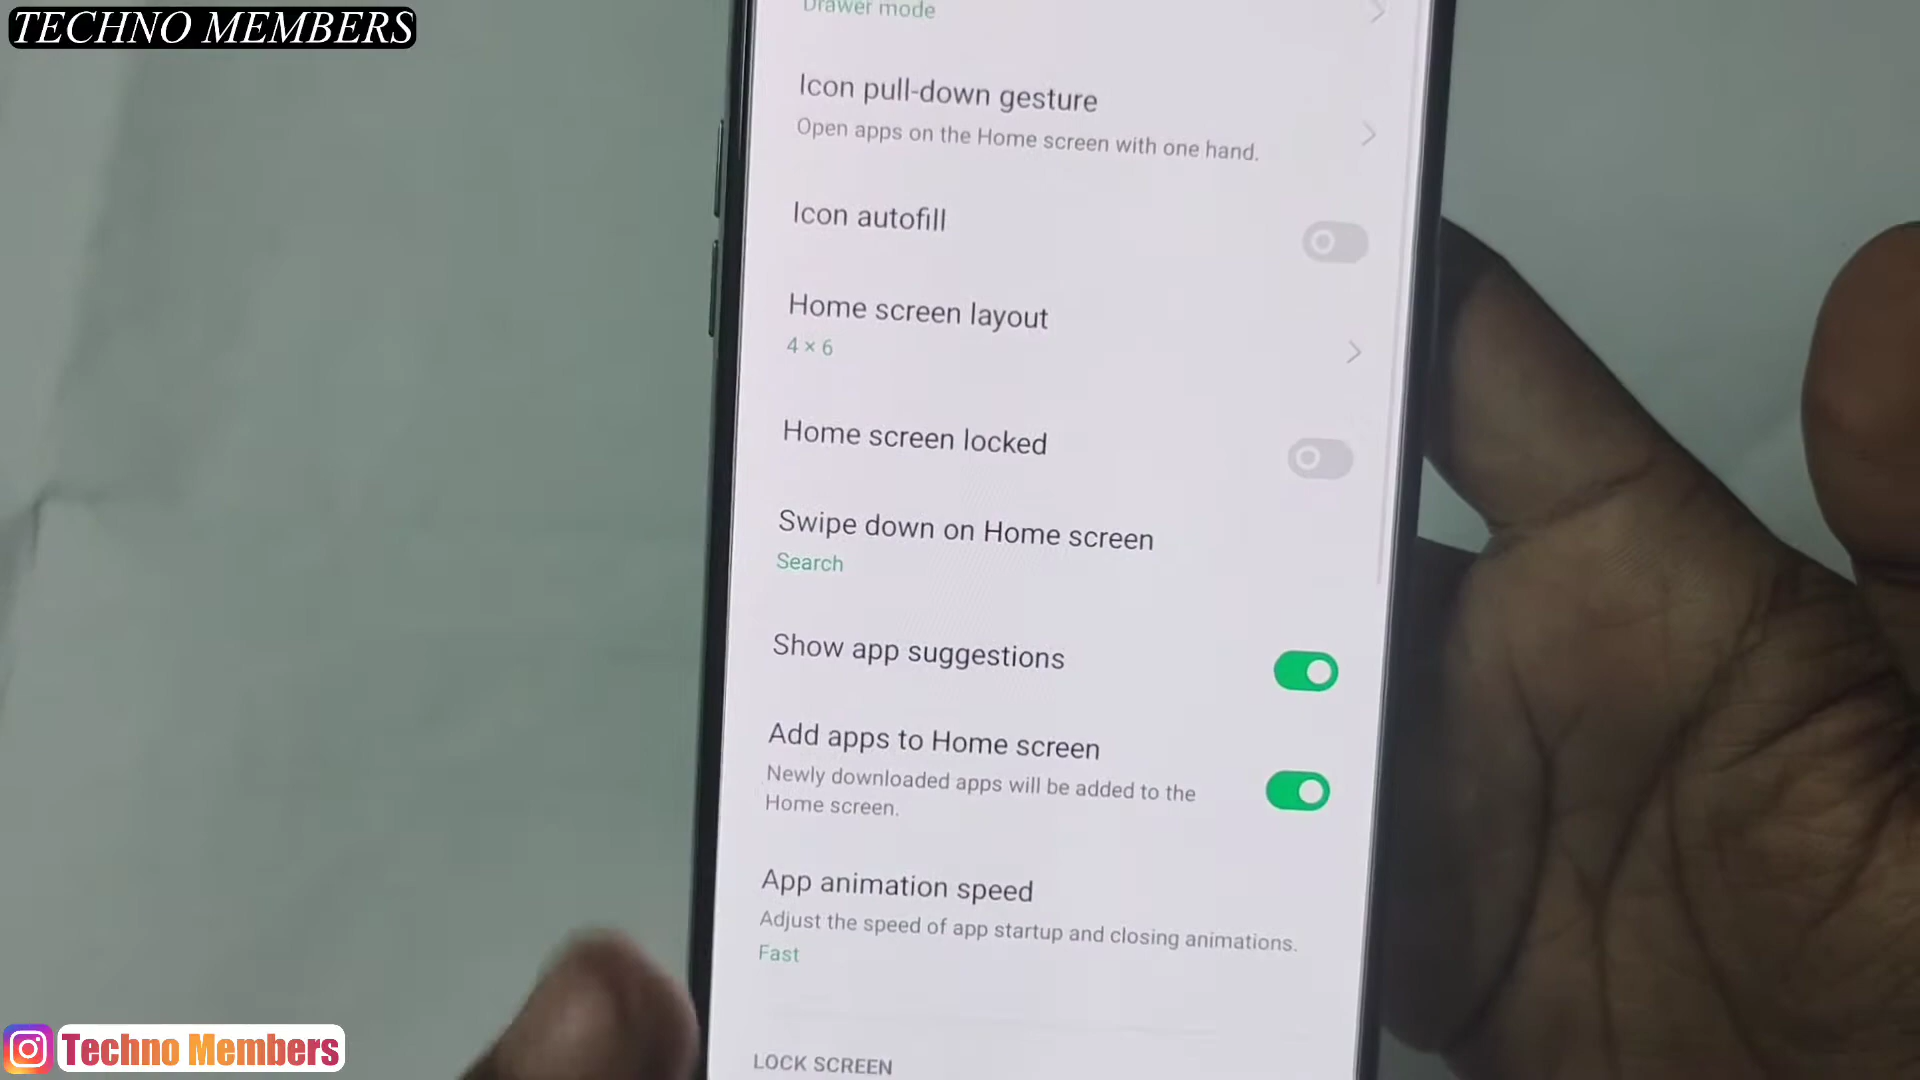 TECHNO MEMBERS
Drawer mode
Icon pull-down gesture
Open apps on the Home screen with one hand.
Icon autofill
Home screen layout
4 × 6
Home screen locked
Swipe down on Home screen
Search
Show app suggestions
Add apps to Home screen
Newly downloaded apps will be added to the
Home screen.
App animation speed
Adjust the speed of app startup and closing animations.
Fast
LOCK SCREEN
Techno Members